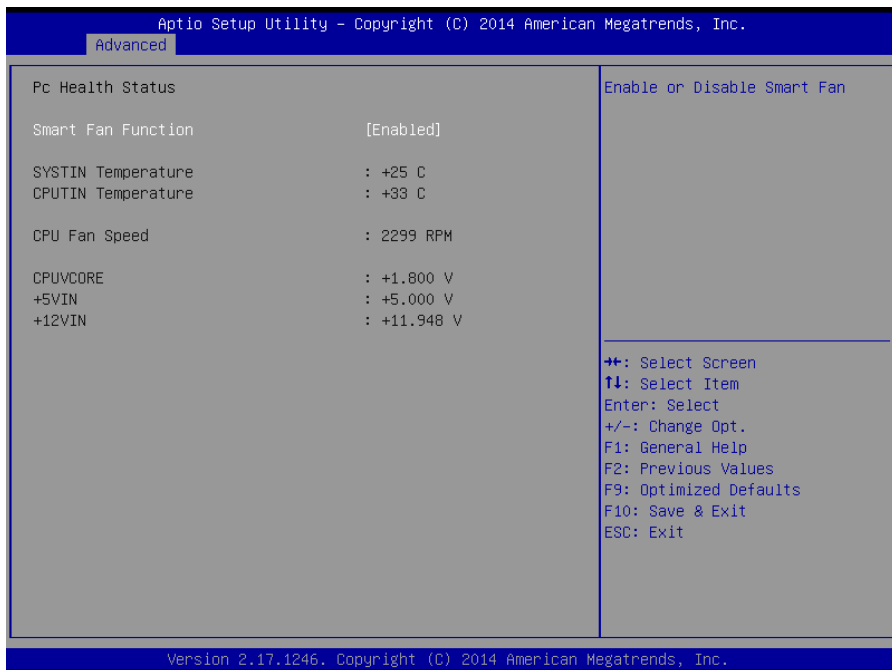 Aptio Setup Utility – Copyright (C) 2014 American Megatrends, Inc.
Advanced
Pc Health Status
Smart Fan Function [Enabled]
SYSTIN Temperature : +25 C
CPUTIN Temperature : +33 C
CPU Fan Speed : 2299 RPM
CPUVCORE : +1.800 V
+5VIN : +5.000 V
+12VIN : +11.948 V
Enable or Disable Smart Fan
→←: Select Screen
↑↓: Select Item
Enter: Select
+/-: Change Opt.
F1: General Help
F2: Previous Values
F9: Optimized Defaults
F10: Save & Exit
ESC: Exit
Version 2.17.1246. Copyright (C) 2014 American Megatrends, Inc.